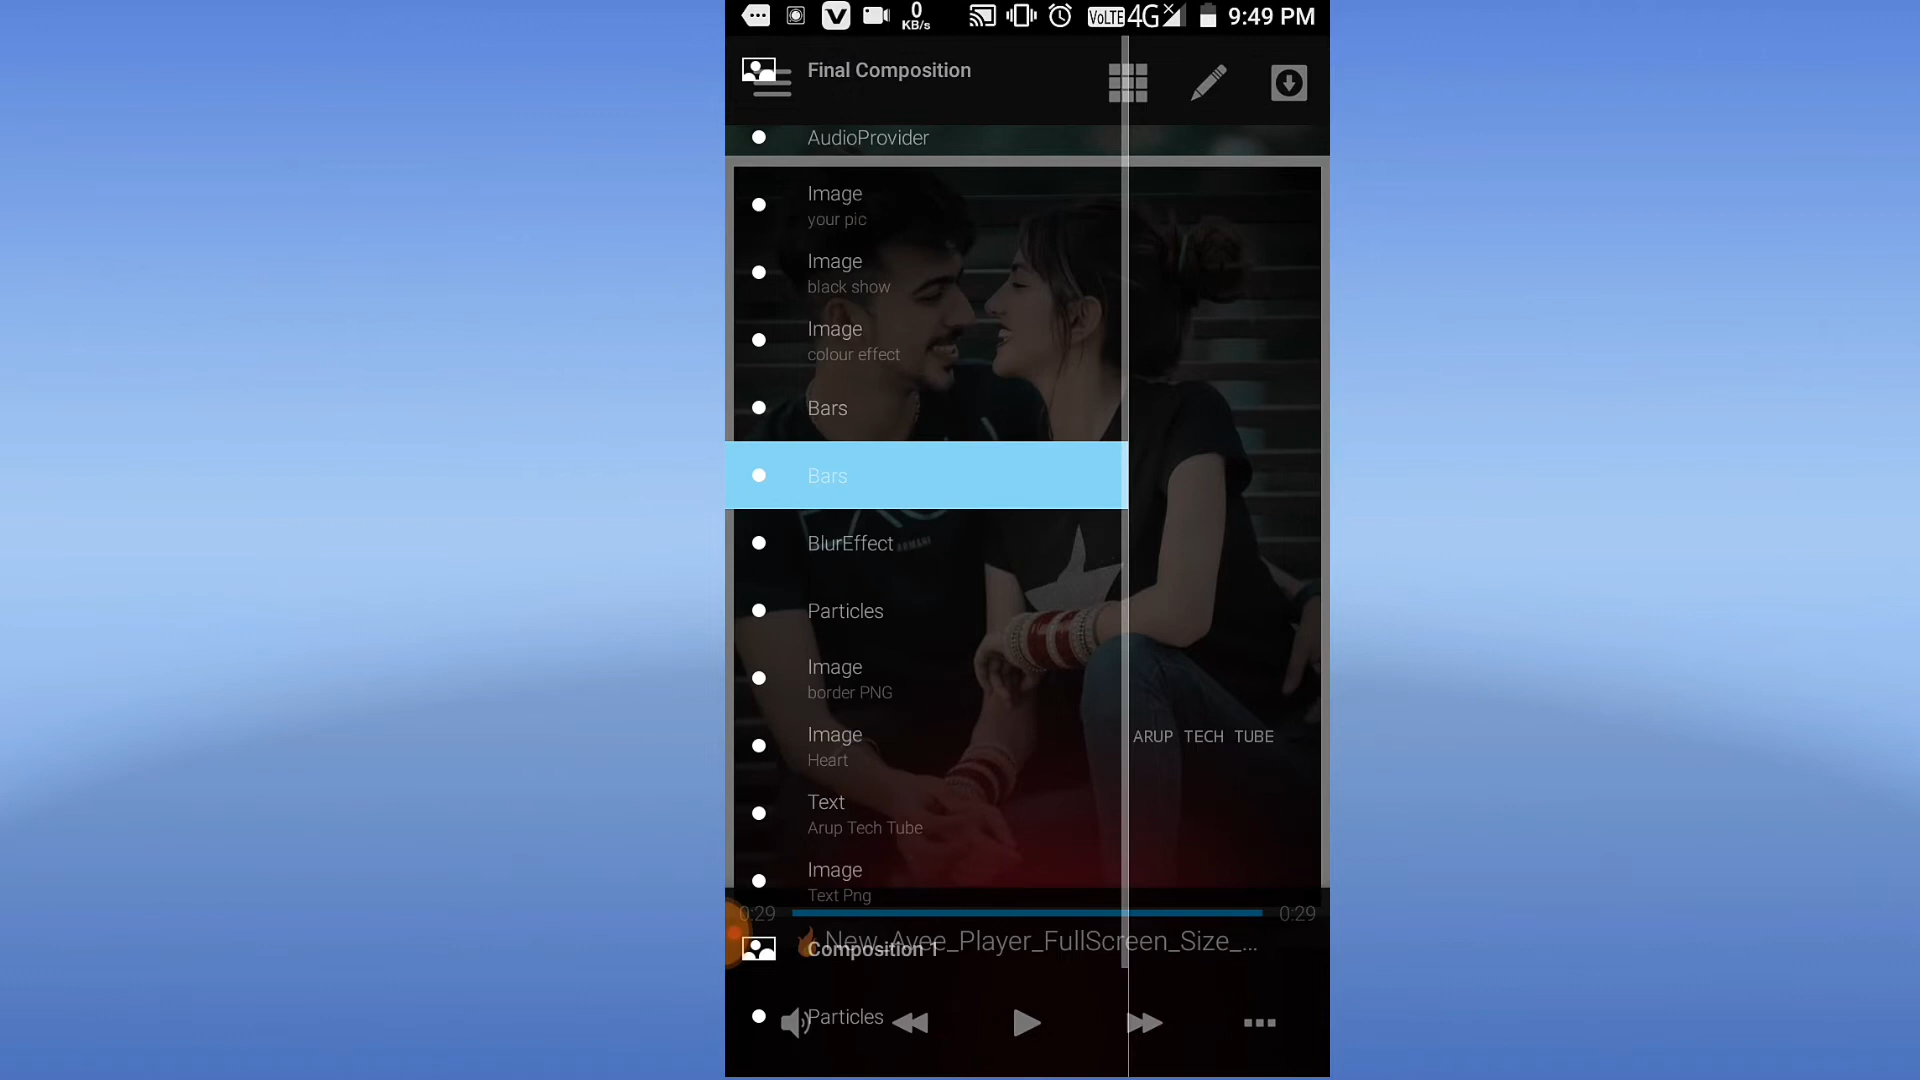 0
KB/s
VoLTE 4G 9:49 PM
Final Composition
AudioProvider
Image
your pic
Image
black show
Image
colour effect
Bars
Bars
BlurEffect
ARMANI
Particles
Image
border PNG
Image
Heart
ARUP TECH TUBE
Text
Arup Tech Tube
Image
Text Png
0:29
0:29
New_Avee_Player_FullScreen_Size_...
Composition 1
Particles